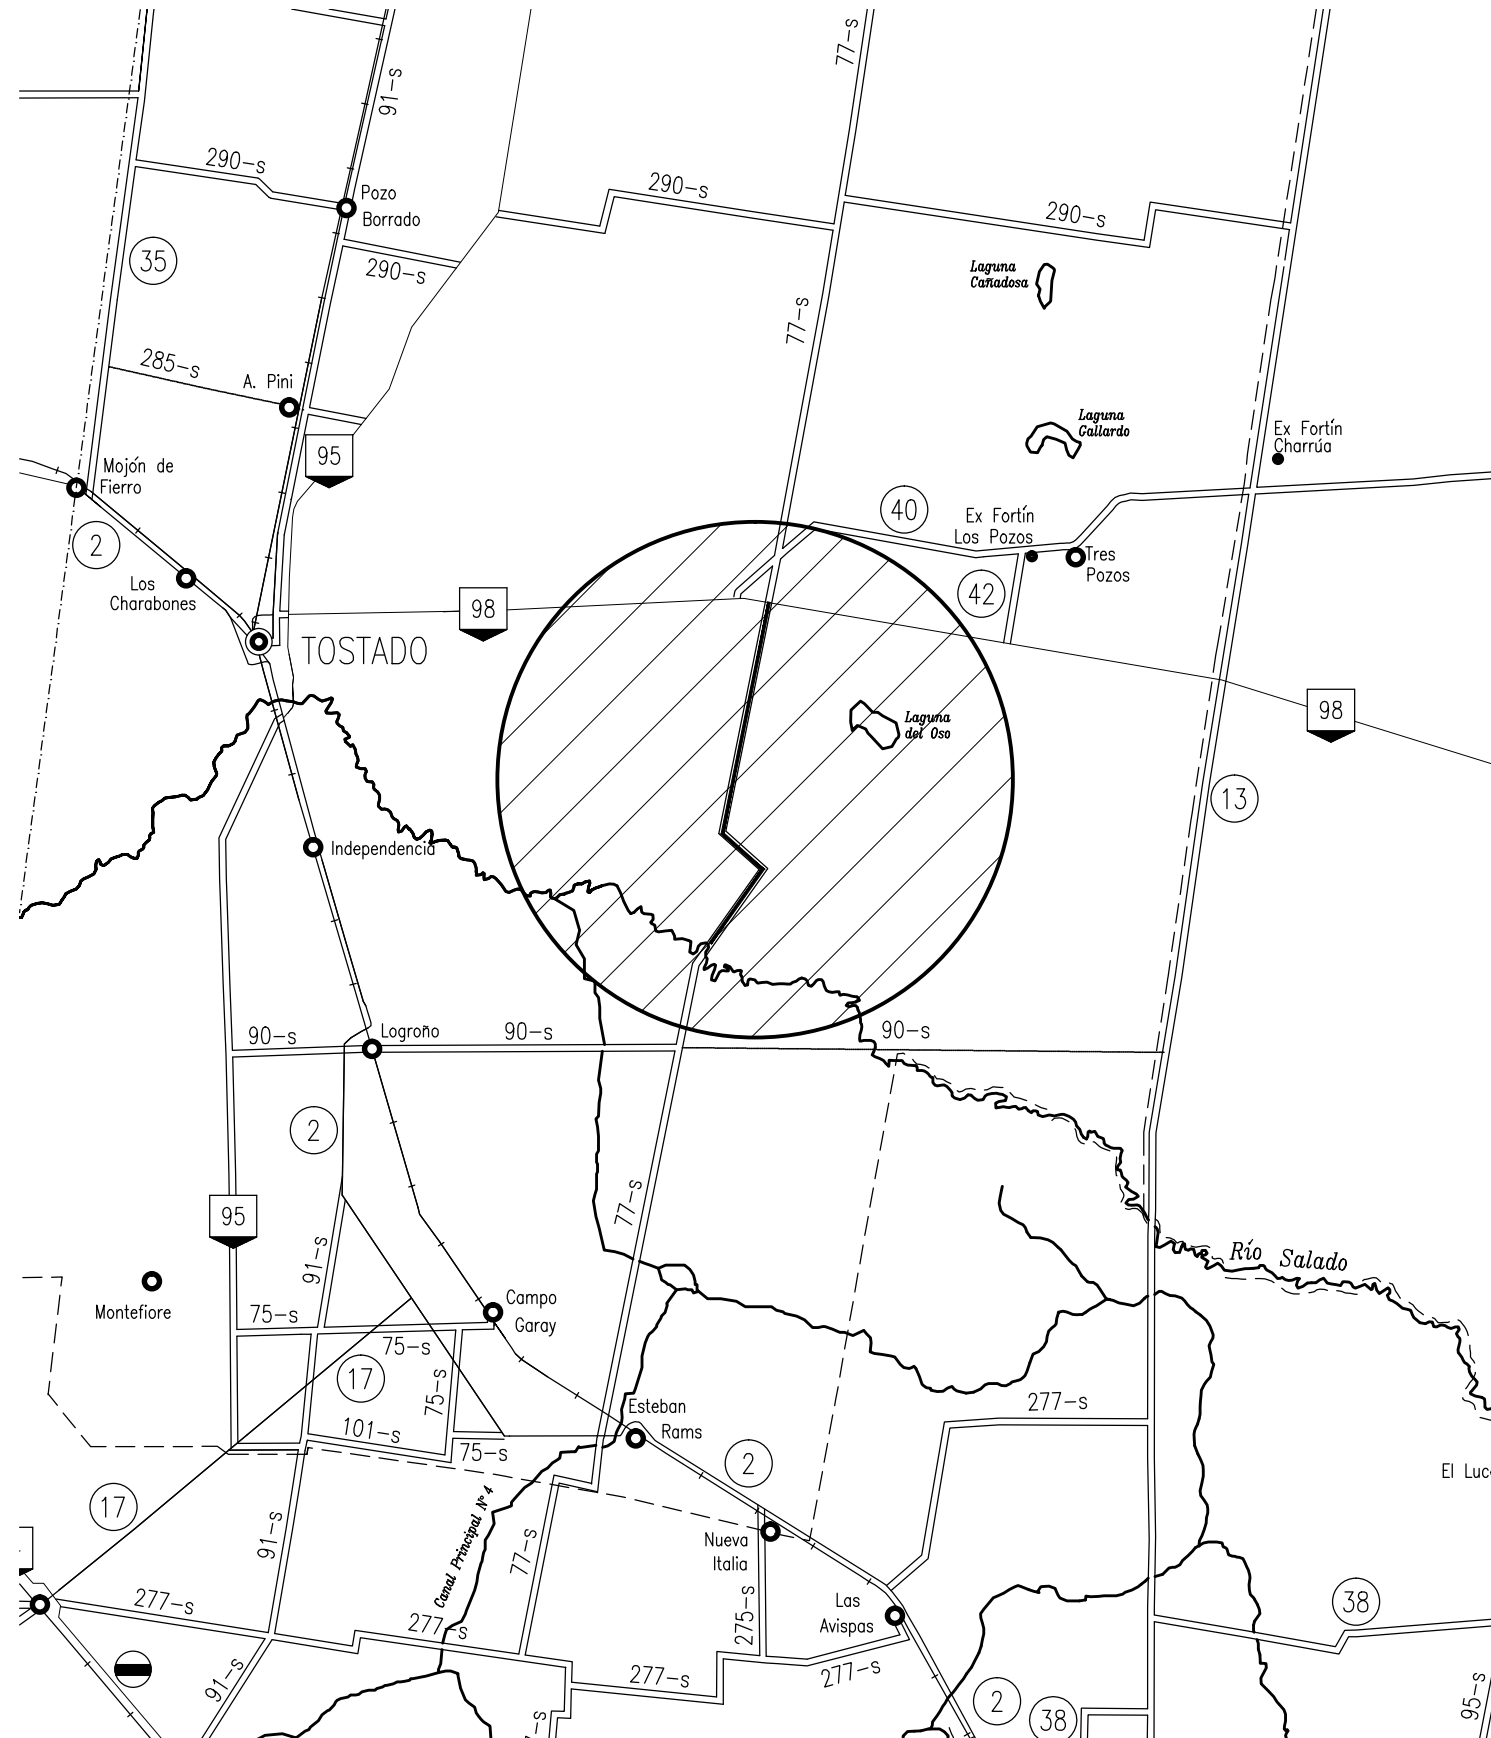 77-s
91-s
290-s
290-s
290-s
Pozo
Borrado
35
290-s
Laguna
Cañadosa
77-s
285-s
A. Pini
95
Laguna
Gallardo
Ex Fortín
Charrúa
Mojón de
Fierro
2
40
Ex Fortín
Los Pozos
Tres
Pozos
Los
Charabones
42
98
TOSTADO
98
Laguna
del Oso
13
Independencia
90-s
Logroño
90-s
90-s
2
77-s
95
91-s
Río Salado
Montefiore
75-s
Campo
Garay
75-s
17
75-s
277-s
Esteban
Rams
101-s
75-s
2
El Luc
17
Canal Principal Nº 4
91-s
77-s
Nueva
Italia
277-s
277-s
275-s
Las
Avispas
38
91-s
277-s
277-s
2
38
95-s
-s